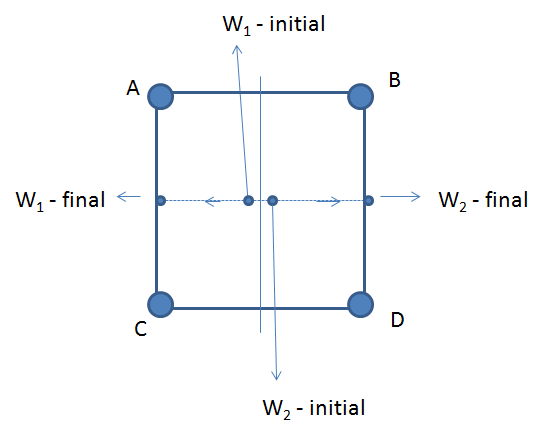 W₁ - initial
A
B
W₁ - final
W₂ - final
C
D
W₂ - initial